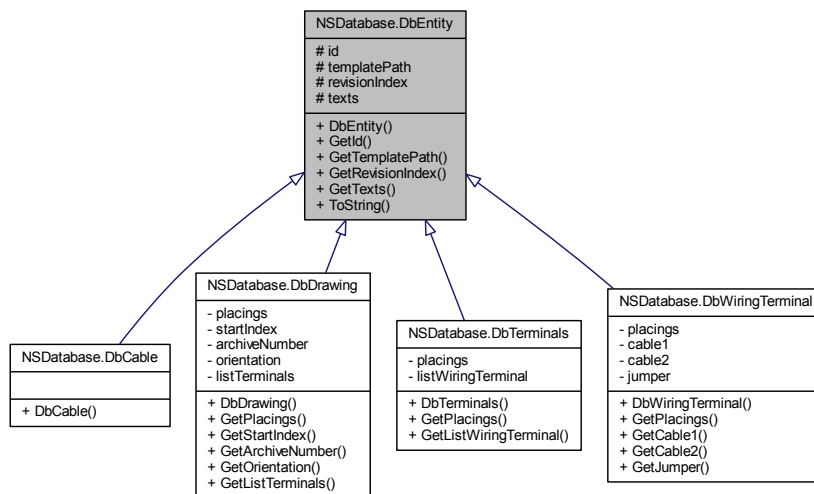 NSDatabase.DbEntity
# id
# templatePath
# revisionIndex
# texts
+ DbEntity()
+ GetId()
+ GetTemplatePath()
+ GetRevisionIndex()
+ GetTexts()
+ ToString()
NSDatabase.DbCable
+ DbCable()
NSDatabase.DbDrawing
- placings
- startIndex
- archiveNumber
- orientation
- listTerminals
+ DbDrawing()
+ GetPlacings()
+ GetStartIndex()
+ GetArchiveNumber()
+ GetOrientation()
+ GetListTerminals()
NSDatabase.DbTerminals
- placings
- listWiringTerminal
+ DbTerminals()
+ GetPlacings()
+ GetListWiringTerminal()
NSDatabase.DbWiringTerminal
- placings
- cable1
- cable2
- jumper
+ DbWiringTerminal()
+ GetPlacings()
+ GetCable1()
+ GetCable2()
+ GetJumper()